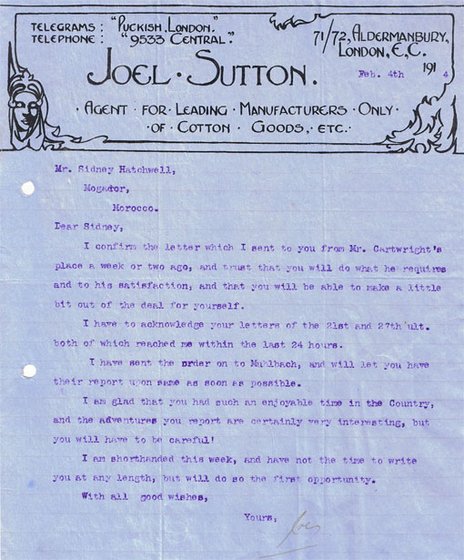 TELEGRAMS: "PUCKISH, LONDON."
TELEPHONE: "9533 CENTRAL."
71/72, ALDERMANBURY,
LONDON, E.C.
Feb. 4th 1914
JOEL · SUTTON.
· AGENT · FOR · LEADING · MANUFACTURERS · ONLY ·
· OF · COTTON · GOODS, · ETC. ·
Mr. Sidney Hatchwell,
Mogador,
Morocco.
Dear Sidney,
I confirm the letter which I sent to you from Mr. Cartwright's
place a week or two ago, and trust that you will do what he requires
and to his satisfaction, and that you will be able to make a little
bit out of the deal for yourself.
I have to acknowledge your letters of the 21st and 27th ult.
both of which reached me within the last 24 hours.
I have sent the order on to Muhlbach, and will let you have
their report upon same as soon as possible.
I am glad that you had such an enjoyable time in the Country,
and the adventures you report are certainly very interesting, but
you will have to be careful!
I am shorthanded this week, and have not the time to write
you at any length, but will do so the first opportunity.
With all good wishes,
Yours,